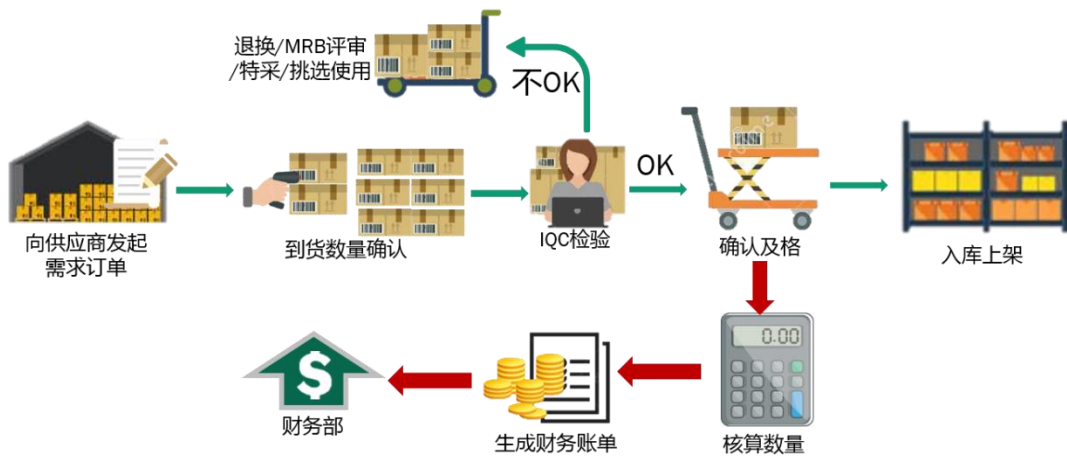 退换/MRB评审
/特采/挑选使用
不OK
OK
向供应商发起
需求订单
到货数量确认
IQC检验
确认及格
入库上架
0.00
$
财务部
生成财务账单
核算数量